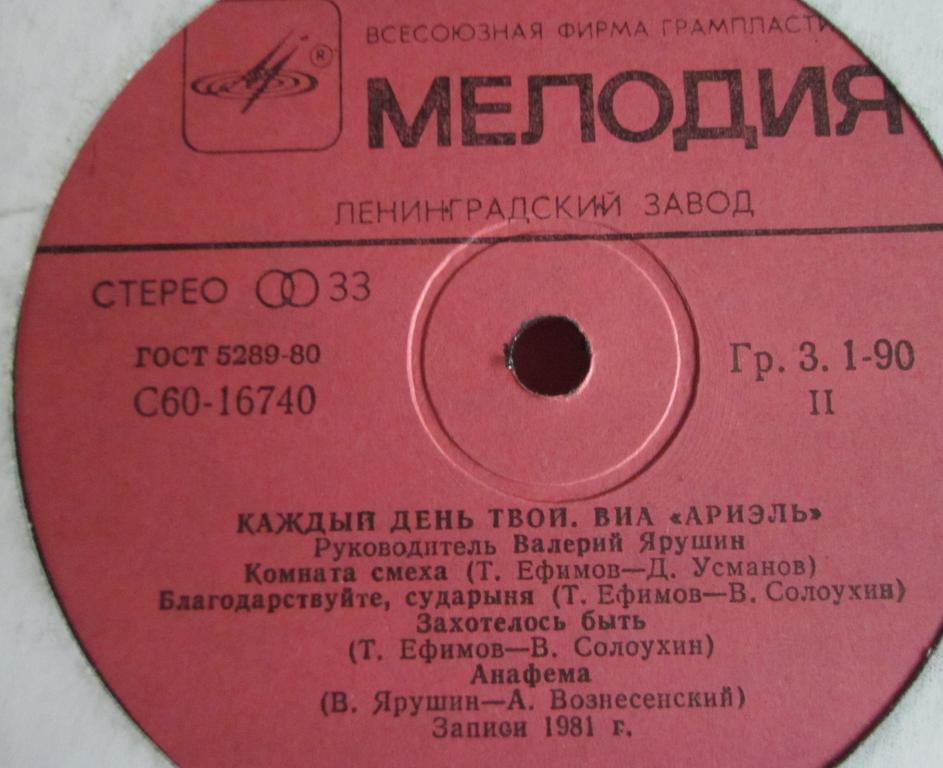 ®
ВСЕСОЮЗНАЯ ФИРМА
МЕЛОДИЯ
ЛЕНИНГРАДСКИЙ ЗАВОД
СТЕРЕО 33
ГОСТ 5289-80
С60-16740
Гр. 3. 1-90
II
КАЖДЫЙ ДЕНЬ ТВОЙ. ВИА «АРИЭЛЬ»
Руководитель Валерий Ярушин
Комната смеха (Т. Ефимов—Д. Усманов)
Благодарствуйте, сударыня (Т. Ефимов—В. Солоухин)
Захотелось быть
(Т. Ефимов—В. Солоухин)
Анафема
(В. Ярушин—А. Вознесенский)
Записи 1981 г.